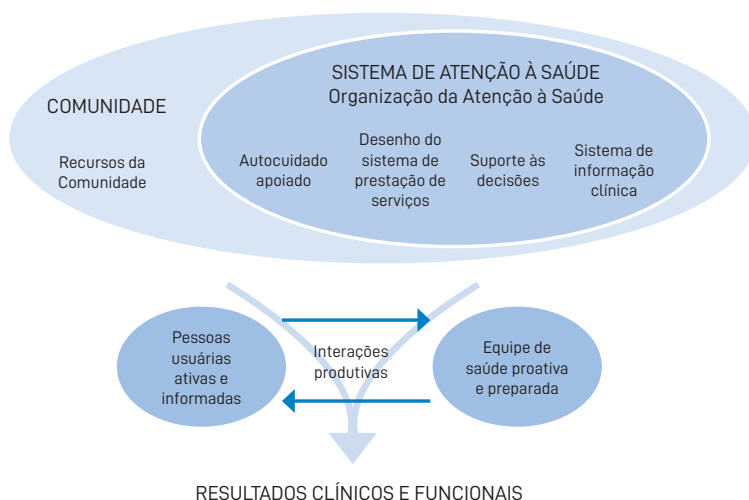 SISTEMA DE ATENÇÃO À SAÚDE
Organização da Atenção à Saúde
COMUNIDADE
Recursos da
Comunidade
Autocuidado
apoiado
Desenho do
sistema de
prestação de
serviços
Suporte às
decisões
Sistema de
informação
clínica
Pessoas
usuárias
ativas e
informadas
Interações
produtivas
Equipe de
saúde proativa
e preparada
RESULTADOS CLÍNICOS E FUNCIONAIS